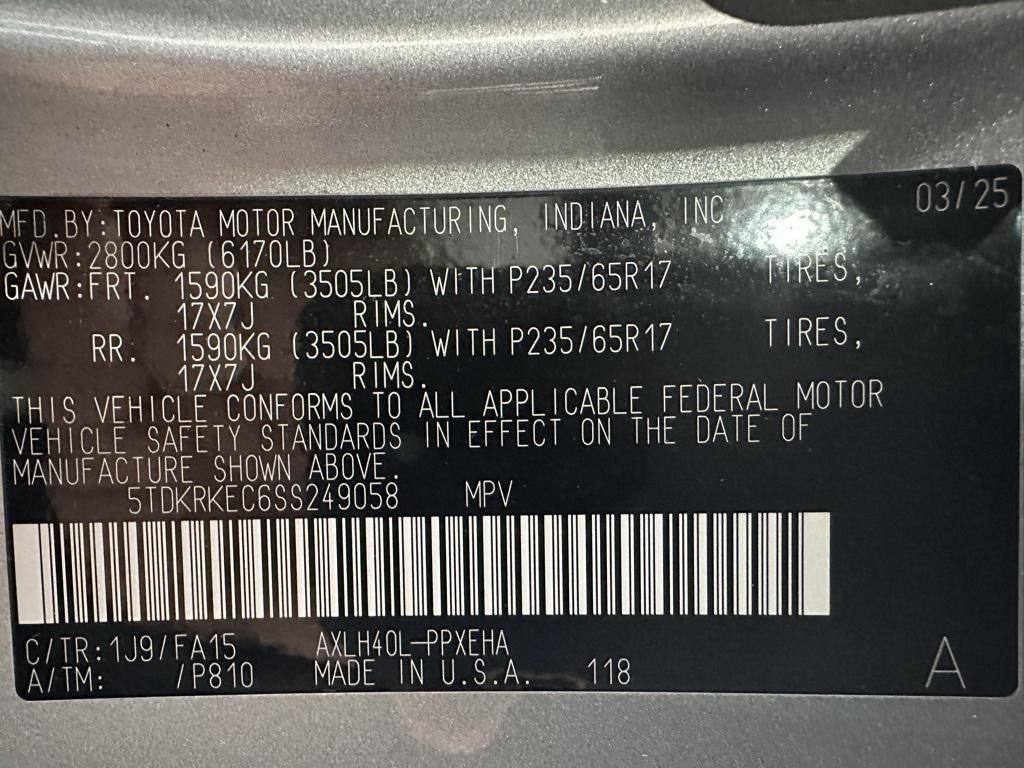 03/25
MFD.BY:TOYOTA MOTOR MANUFACTURING, INDIANA, INC
GVWR:2800KG (6170LB)
GAWR:FRT. 1590KG (3505LB) WITH P235/65R17 TIRES,
17X7J RIMS.
RR. 1590KG (3505LB) WITH P235/65R17 TIRES,
17X7J RIMS.
THIS VEHICLE CONFORMS TO ALL APPLICABLE FEDERAL MOTOR
VEHICLE SAFETY STANDARDS IN EFFECT ON THE DATE OF
MANUFACTURE SHOWN ABOVE.
5TDKRKEC6SS249058 MPV
C/TR:1J9/FA15 AXLH40L-PPXEHA
A/TM: /P810 MADE IN U.S.A. 118 A